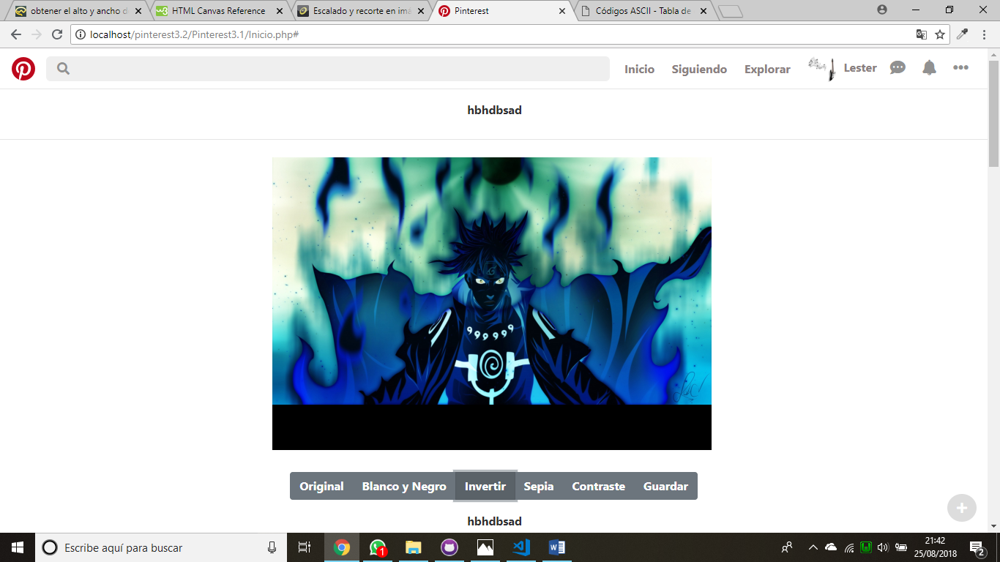 obtener el alto y ancho d
HTML Canvas Reference
Escalado y recorte en imá
Pinterest
Códigos ASCII - Tabla de
localhost/pinterest3.2/Pinterest3.1/Inicio.php#
Inicio
Siguiendo
Explorar
Lester
hbhdbsad
Original
Blanco y Negro
Invertir
Sepia
Contraste
Guardar
hbhdbsad
Escribe aquí para buscar
1
21:42
25/08/2018
2